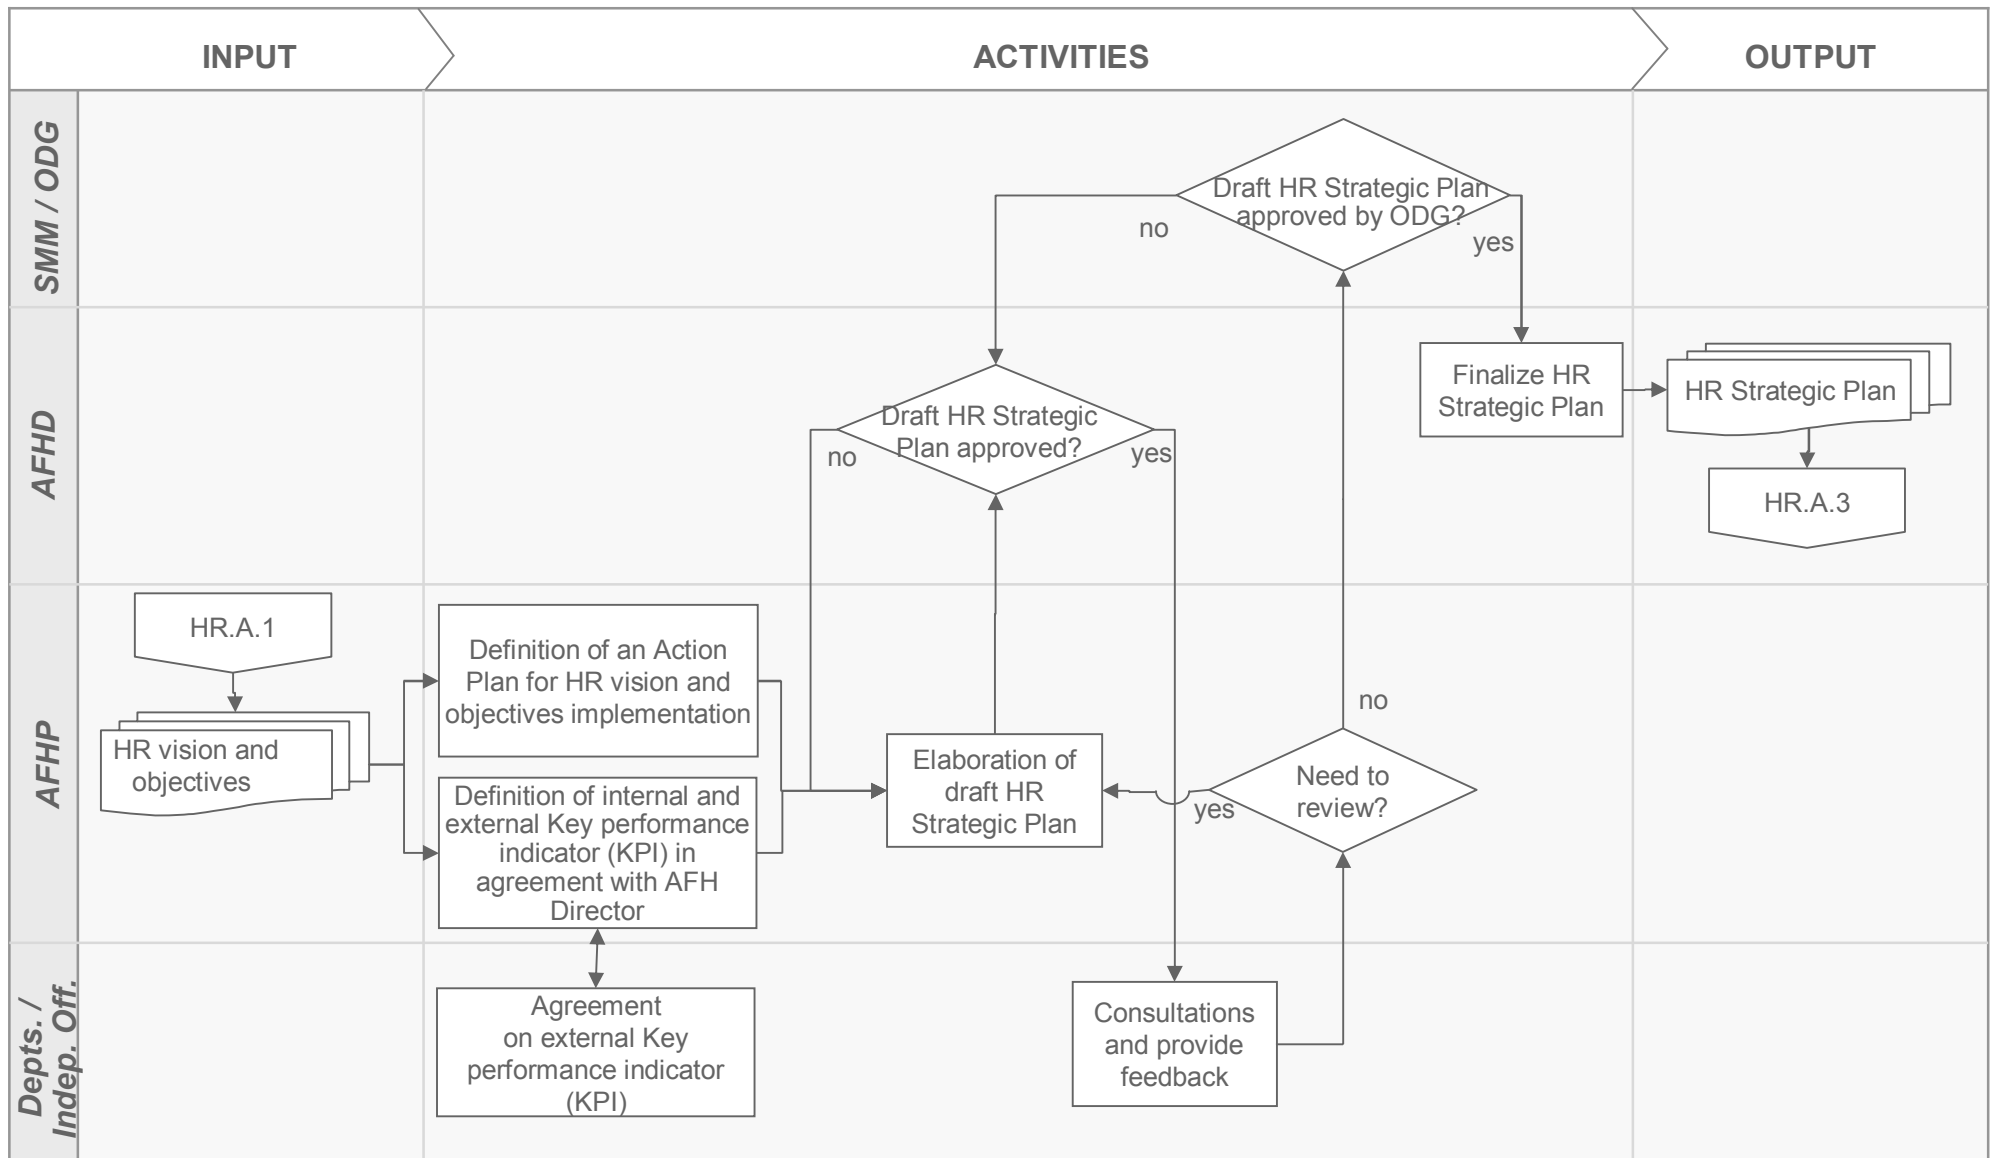 INPUT
ACTIVITIES
OUTPUT
SMM / ODG
Draft HR Strategic Plan
approved by ODG?
no
yes
AFHD
Draft HR Strategic
Plan approved?
no
yes
Finalize HR
Strategic Plan
HR Strategic Plan
HR.A.3
AFHP
HR.A.1
HR vision and
objectives
Definition of an Action
Plan for HR vision and
objectives implementation
Definition of internal and
external Key performance
indicator (KPI) in
agreement with AFH
Director
Elaboration of
draft HR
Strategic Plan
no
Need to
review?
yes
Depts. /
Indep. Off.
Agreement
on external Key
performance indicator
(KPI)
Consultations
and provide
feedback